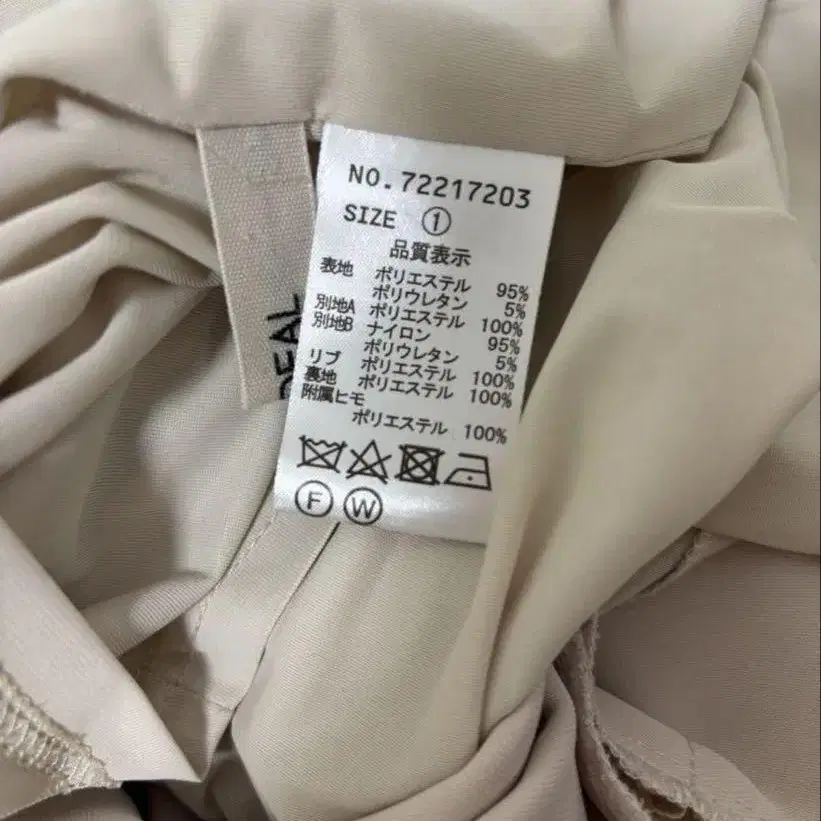 NO.72217203
SIZE ①
品質表示
表地 ポリエステル 95%
ポリウレタン 5%
別地A ポリエステル 100%
別地B ナイロン 95%
ポリウレタン 5%
リブ ポリエステル 100%
裏地 ポリエステル 100%
附属ヒモ
ポリエステル 100%
Ⓕ Ⓦ
DEAL